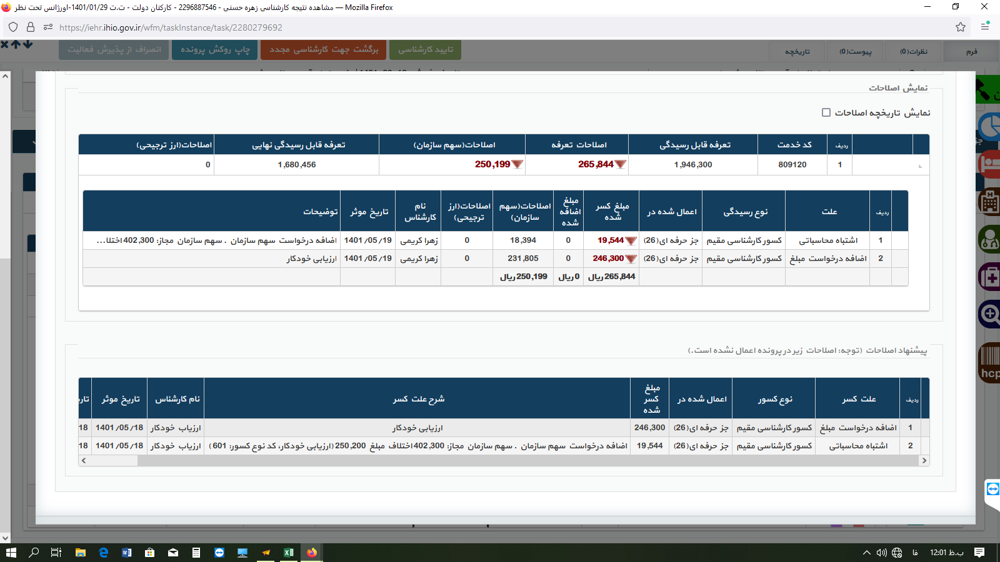 مشاهده نتیجه کارشناسی زهره حسنی - 2296887546 - کارکنان دولت - ت.ت 1401/01/29-اورژانس تحت نظر — Mozilla Firefox
https://iehr.ihio.gov.ir/wfm/taskInstance/task/2280279692
فرم نظرات(0) پیوست(0) تاریخچه تایید کارشناسی برگشت جهت کارشناسی مجدد چاپ روکش پرونده انصراف از پذیرش فعالیت
نمایش اصلاحات
نمایش تاریخچه اصلاحات
ردیف کد خدمت تعرفه قابل رسیدگی اصلاحات تعرفه اصلاحات(سهم سازمان) تعرفه قابل رسیدگی نهایی اصلاحات(ارز ترجیحی)
1 809120 1,946,300 265,844 250,199 1,680,456 0
ردیف علت نوع رسیدگی اعمال شده در مبلغ کسر شده مبلغ اضافه شده اصلاحات(سهم سازمان) اصلاحات(ارز ترجیحی) نام کارشناس تاریخ موثر توضیحات
1 اشتباه محاسباتی کسور کارشناسی مقیم جز حرفه ای(26) 19,544 0 18,394 0 زهرا کریمی 1401/05/19 اضافه درخواست سهم سازمان . سهم سازمان مجاز: 402,300 اختلا...
2 اضافه درخواست مبلغ کسور کارشناسی مقیم جز حرفه ای(26) 246,300 0 231,805 0 زهرا کریمی 1401/05/19 ارزیابی خودکار
265,844 ریال 0 ریال 250,199 ریال
پیشنهاد اصلاحات (توجه: اصلاحات زیر در پرونده اعمال نشده است.)
ردیف علت کسر نوع کسور اعمال شده در مبلغ کسر شده شرح علت کسر نام کارشناس تاریخ موثر
1 اضافه درخواست مبلغ کسور کارشناسی مقیم جز حرفه ای(26) 246,300 ارزیابی خودکار ارزیاب خودکار 1401/05/18 18
2 اشتباه محاسباتی کسور کارشناسی مقیم جز حرفه ای(26) 19,544 اضافه درخواست سهم سازمان . سهم سازمان مجاز: 402,300 اختلاف مبلغ 250,200 (ارزیابی خودکار، کد نوع کسور: 601 ) ارزیاب خودکار 1401/05/18 18
hcp
12:01 ب.ظ فا